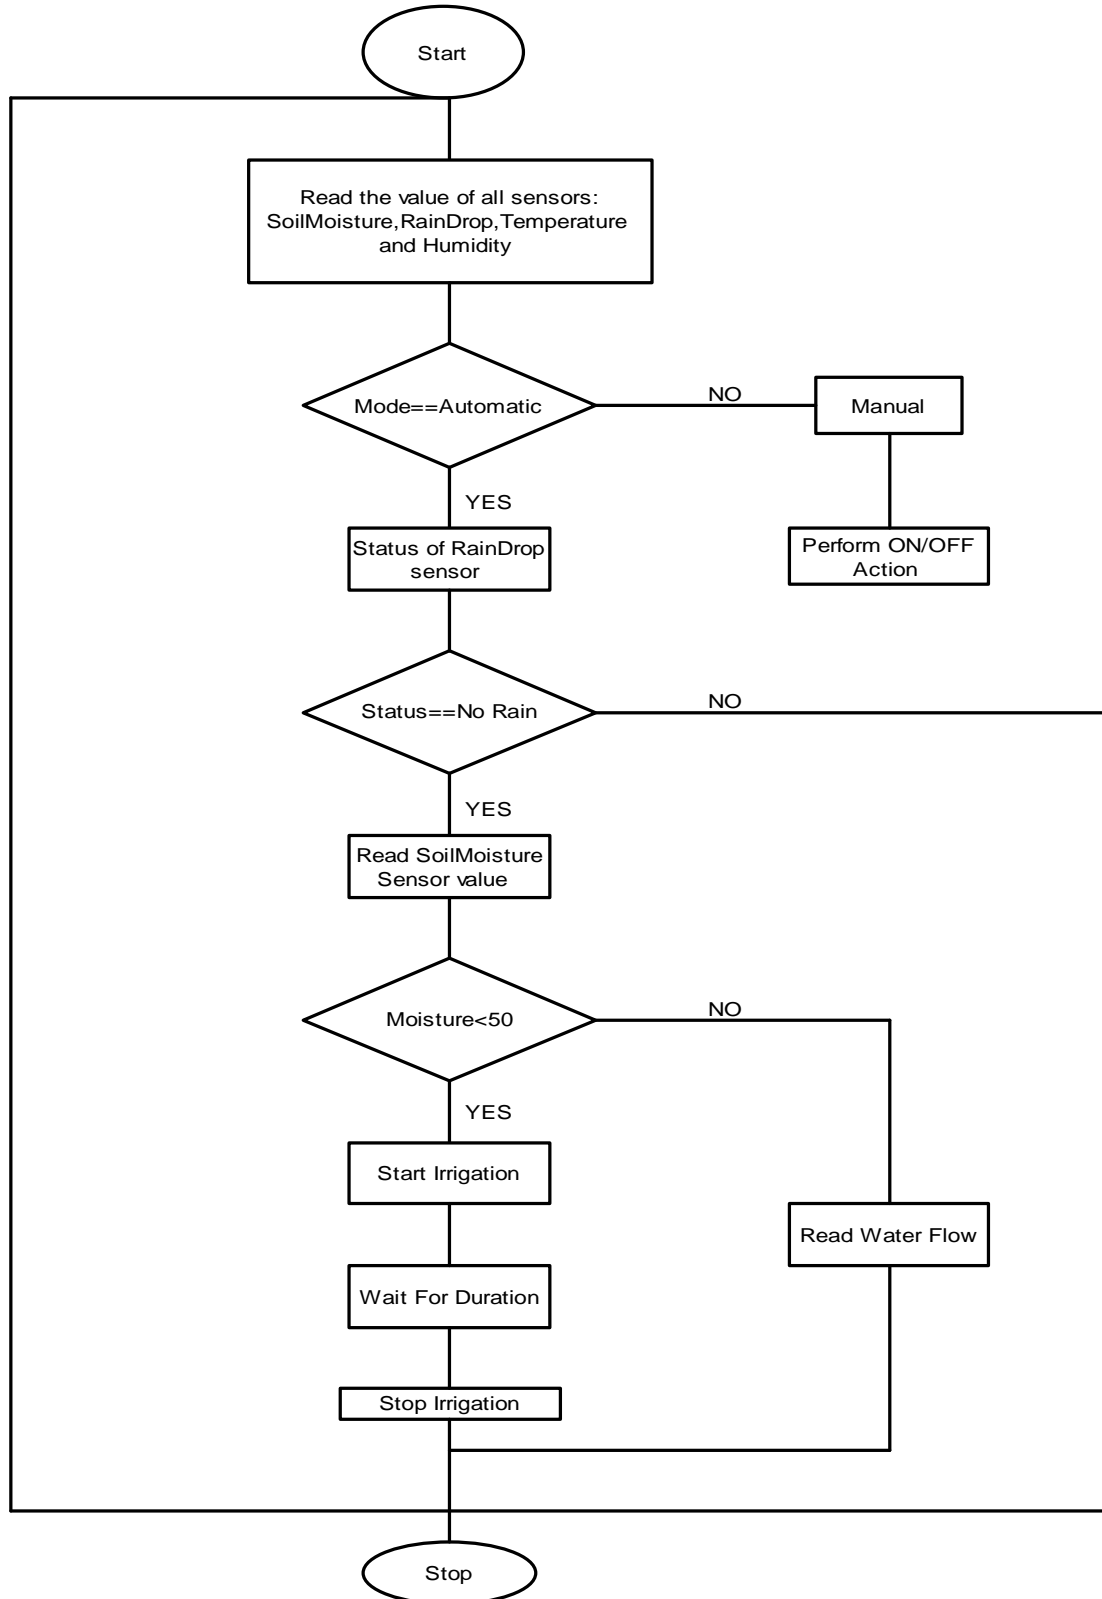 Start
Read the value of all sensors:
SoilMoisture,RainDrop,Temperature
and Humidity
Mode==Automatic
NO
Manual
YES
Status of RainDrop
sensor
Perform ON/OFF
Action
Status==No Rain
NO
YES
Read SoilMoisture
Sensor value
Moisture<50
NO
YES
Start Irrigation
Read Water Flow
Wait For Duration
Stop Irrigation
Stop